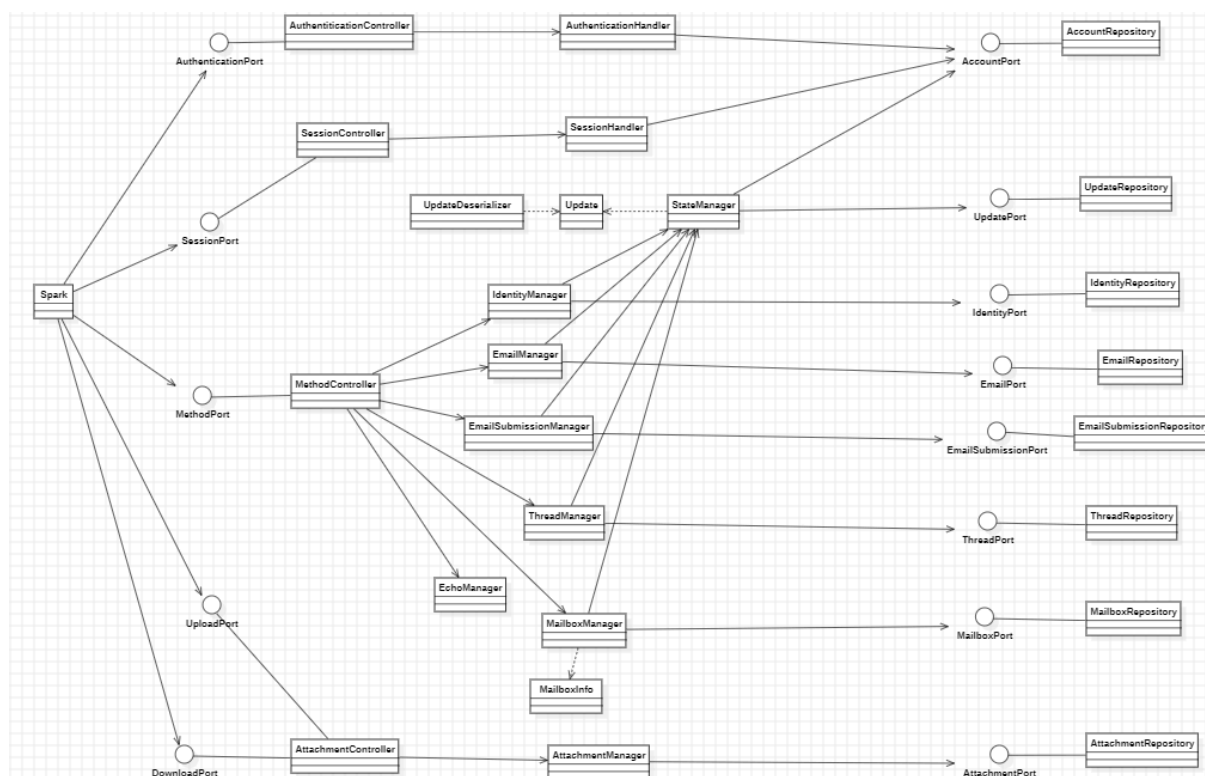 AuthentiticationController
AuthenticationHandler
AccountRepository
AuthenticationPort
AccountPort
SessionController
SessionHandler
UpdateDeserializer
Update
StateManager
UpdateRepository
SessionPort
UpdatePort
Spark
IdentityManager
IdentityRepository
IdentityPort
EmailManager
EmailRepository
MethodController
EmailPort
MethodPort
EmailSubmissionManager
EmailSubmissionRepositor
EmailSubmissionPort
ThreadManager
ThreadRepository
ThreadPort
EchoManager
UploadPort
MailboxManager
MailboxRepository
MailboxPort
MailboxInfo
AttachmentController
AttachmentManager
AttachmentRepository
DownloadPort
AttachmentPort